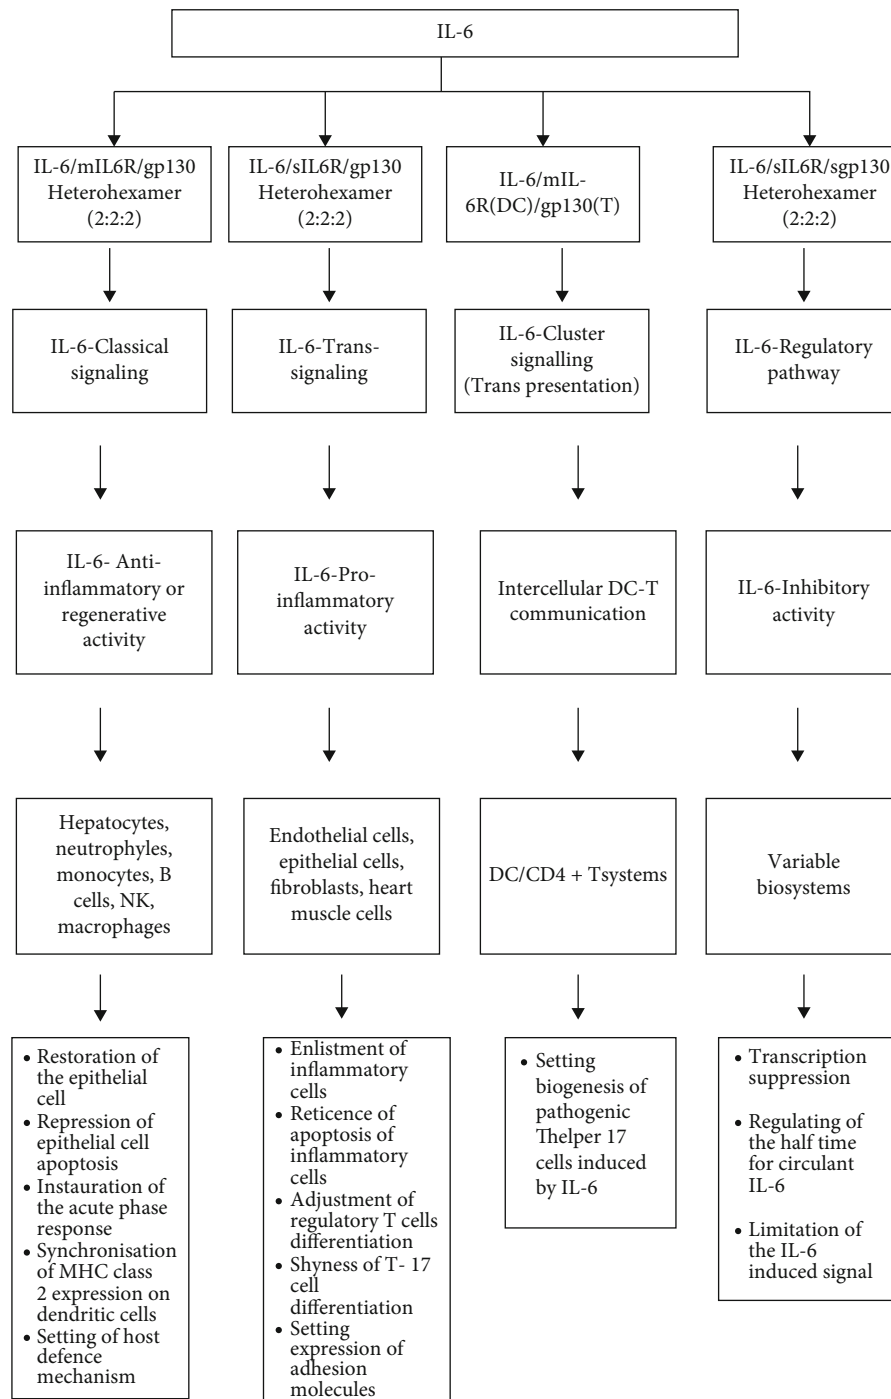 IL-6
IL-6/mIL6R/gp130
Heterohexamer
(2:2:2)
IL-6/sIL6R/gp130
Heterohexamer
(2:2:2)
IL-6/mIL-
6R(DC)/gp130(T)
IL-6/sIL6R/sgp130
Heterohexamer
(2:2:2)
IL-6-Classical
signaling
IL-6-Trans-
signaling
IL-6-Cluster
signalling
(Trans presentation)
IL-6-Regulatory
pathway
IL-6- Anti-
inflammatory or
regenerative
activity
IL-6-Pro-
inflammatory
activity
Intercellular DC-T
communication
IL-6-Inhibitory
activity
Hepatocytes,
neutrophyles,
monocytes, B
cells, NK,
macrophages
Endothelial cells,
epithelial cells,
fibroblasts, heart
muscle cells
DC/CD4 + Tsystems
Variable
biosystems
• Restoration of
the epithelial
cell
• Repression of
epithelial cell
apoptosis
• Instauration of
the acute phase
response
• Synchronisation
of MHC class
2 expression on
dendritic cells
• Setting of host
defence
mechanism
• Enlistment of
inflammatory
cells
• Reticence of
apoptosis of
inflammatory
cells
• Adjustment of
regulatory T cells
differentiation
• Shyness of T- 17
cell
differentiation
• Setting
expression of
adhesion
molecules
• Setting
biogenesis of
pathogenic
Thelper 17
cells induced
by IL-6
• Transcription
suppression
• Regulating of
the half time
for circulant
IL-6
• Limitation of
the IL-6
induced signal